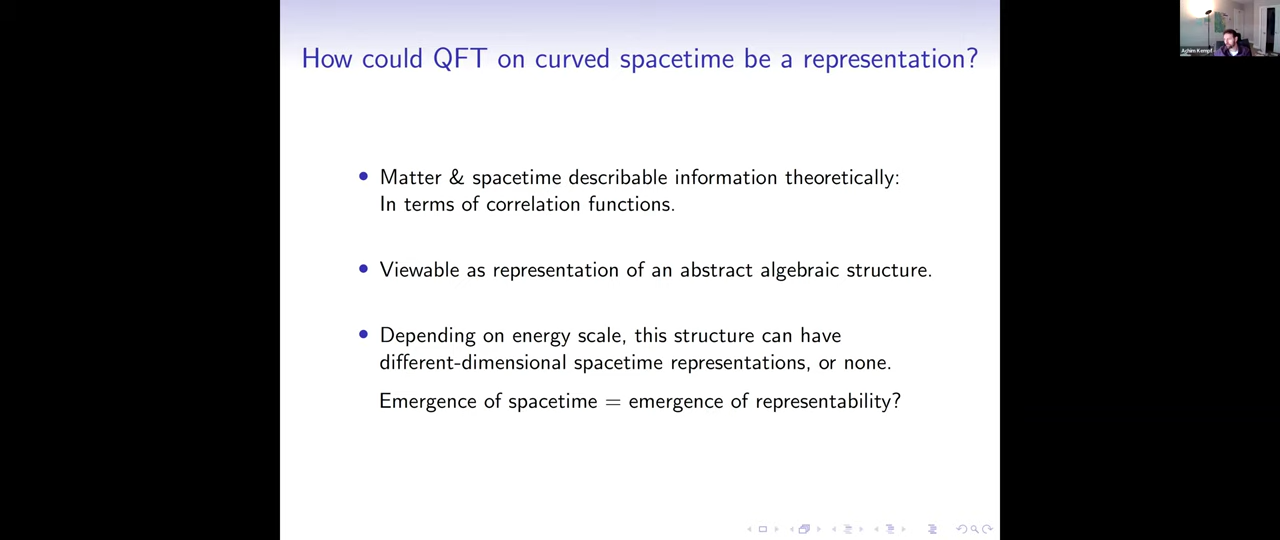 How could QFT on curved spacetime be a representation?
Achim Kempf
Matter & spacetime describable information theoretically:
In terms of correlation functions.
Viewable as representation of an abstract algebraic structure.
Depending on energy scale, this structure can have
different-dimensional spacetime representations, or none.
Emergence of spacetime = emergence of representability?